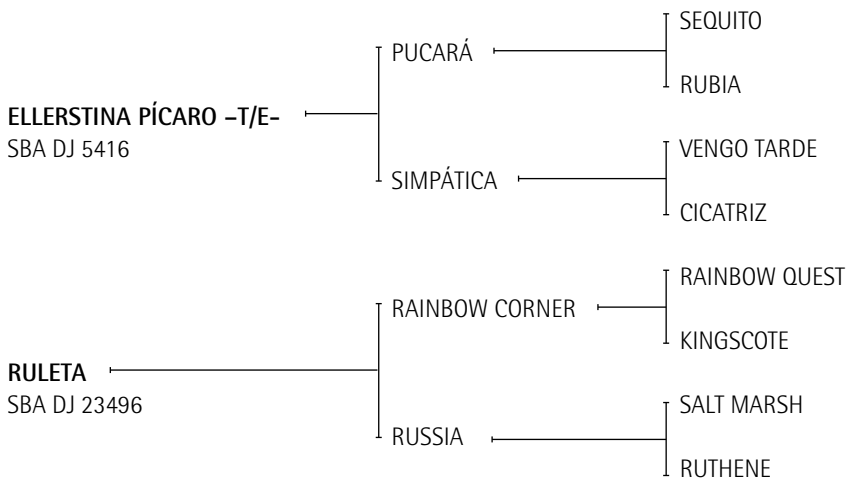 SEQUITO
PUCARÁ
RUBIA
ELLERSTINA PÍCARO –T/E-
SBA DJ 5416
VENGO TARDE
SIMPÁTICA
CICATRIZ
RAINBOW QUEST
RAINBOW CORNER
KINGSCOTE
RULETA
SBA DJ 23496
SALT MARSH
RUSSIA
RUTHENE